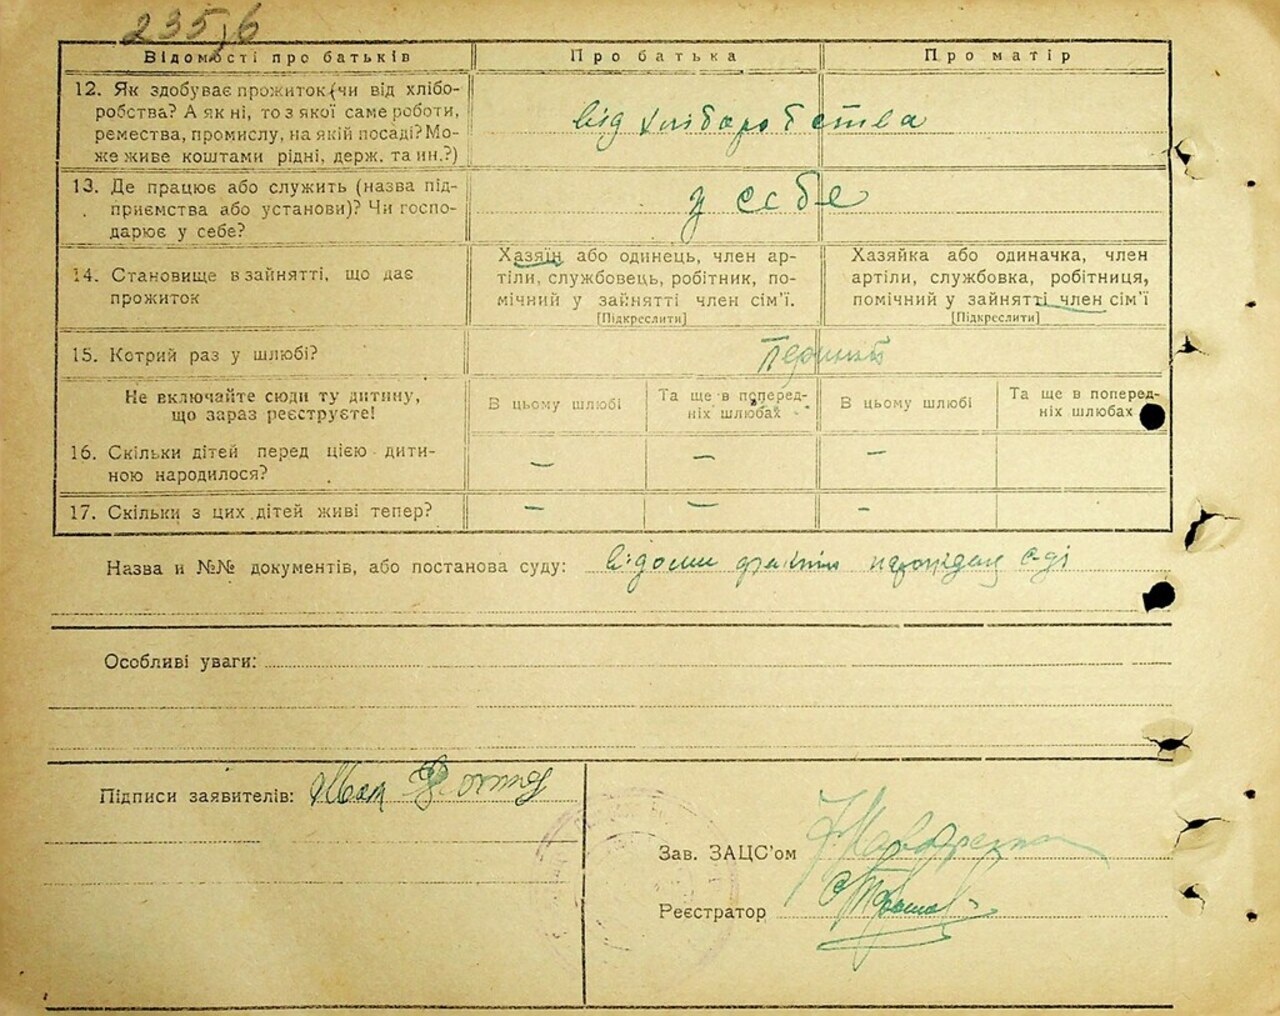 235,6
Відомості про батьків
Про батька
Про матір
12. Як здобуває прожиток (чи від хлібо-
робства? А як ні, то з якої саме роботи,
ремества, промислу, на якій посаді? Мо-
же живе коштами рідні, держ. та ин.?)
від хліборобства
13. Де працює або служить (назва під-
приємства або установи)? Чи госпо-
дарює у себе?
у себе
14. Становище в зайнятті, що дає
прожиток
Хазяїн або одинець, член ар-
тіли, службовець, робітник, по-
мічний у зайнятті член сім'ї.
[Підкреслити]
Хазяйка або одиначка, член
артіли, службовка, робітниця,
помічний у зайнятті член сім'ї
[Підкреслити]
15. Котрий раз у шлюбі?
Перший
Не включайте сюди ту дитину,
що зараз реєструєте!
В цьому шлюбі
Та ще в поперед-
ніх шлюбах
В цьому шлюбі
Та ще в поперед-
ніх шлюбах
16. Скільки дітей перед цією дити-
ною народилося?
— — —
17. Скільки з цих дітей живі тепер?
— — —
Назва и №№ документів, або постанова суду:
Особливі уваги:
Підписи заявителів: Іван
Зав. ЗАЦС'ом
Реєстратор